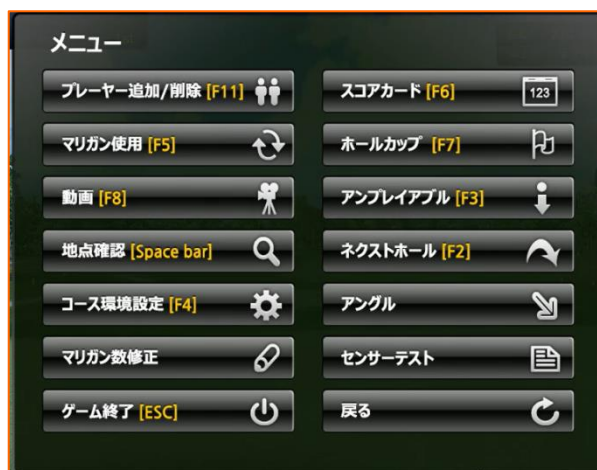 メニュー
プレーヤー追加/削除 [F11]
スコアカード [F6]
123
マリガン使用 [F5]
ホールカップ [F7]
動画 [F8]
アンプレイアブル [F3]
地点確認 [Space bar]
ネクストホール [F2]
コース環境設定 [F4]
アングル
マリガン数修正
センサーテスト
ゲーム終了 [ESC]
戻る